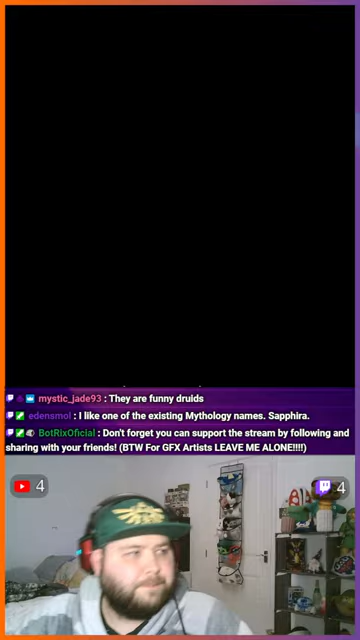 mystic_jade93 : They are funny druids
edensmol : I like one of the existing Mythology names. Sapphira.
BotRixOficial : Don't forget you can support the stream by following and
sharing with your friends! (BTW For GFX Artists LEAVE ME ALONE!!!!)
4
4